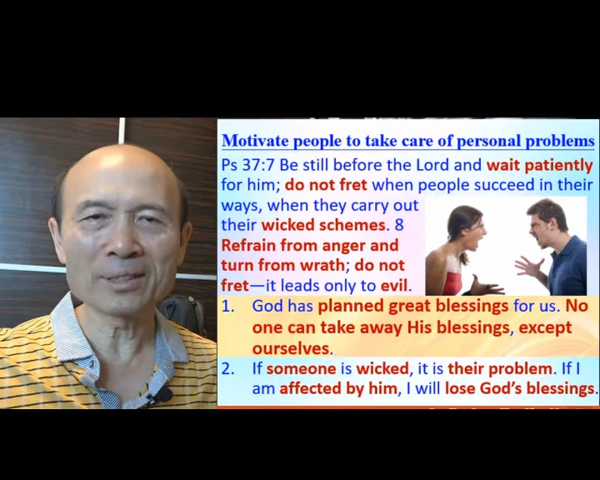 Motivate people to take care of personal problems
Ps 37:7 Be still before the Lord and wait patiently
for him; do not fret when people succeed in their
ways, when they carry out
their wicked schemes. 8
Refrain from anger and
turn from wrath; do not
fret—it leads only to evil.
1. God has planned great blessings for us. No
one can take away His blessings, except
ourselves.
2. If someone is wicked, it is their problem. If I
am affected by him, I will lose God's blessings.